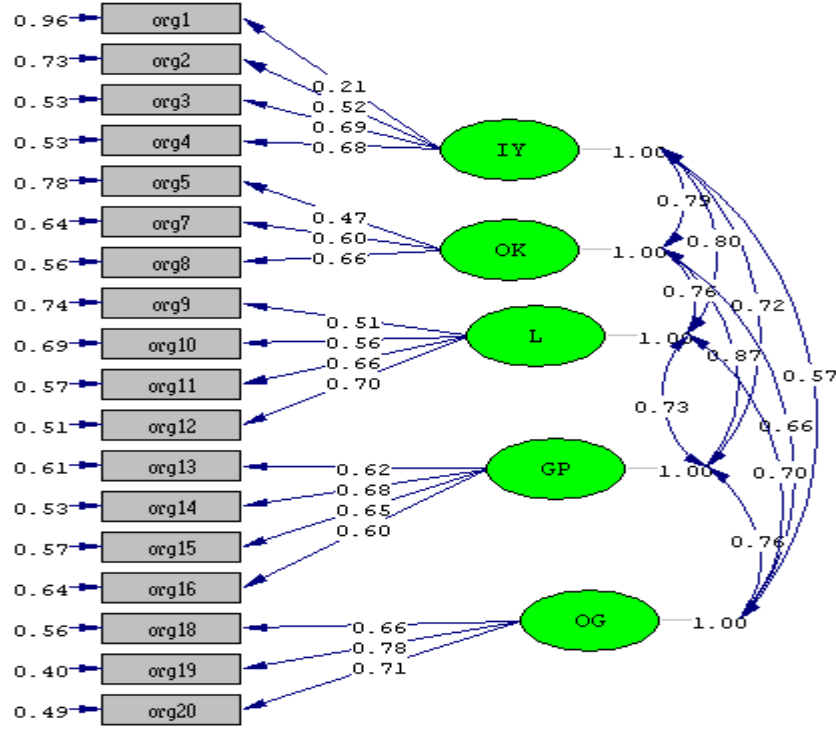 0.96 org1
0.73 org2
0.21
0.53 org3
0.52
0.69
0.53 org4
0.68
IY 1.00
0.78 org5
0.79
0.47
0.64 org7
0.60
0.80
OK 1.00
0.56 org8
0.66
0.76
0.74 org9
0.72
0.51
L 1.00
0.69 org10
0.56
0.87
0.66
0.57 org11
0.57
0.70
0.73
0.51 org12
0.66
0.61 org13
0.62
GP 1.00
0.70
0.68
0.53 org14
0.65
0.57 org15
0.60
0.76
0.64 org16
0.56 org18
0.66
OG 1.00
0.78
0.40 org19
0.71
0.49 org20